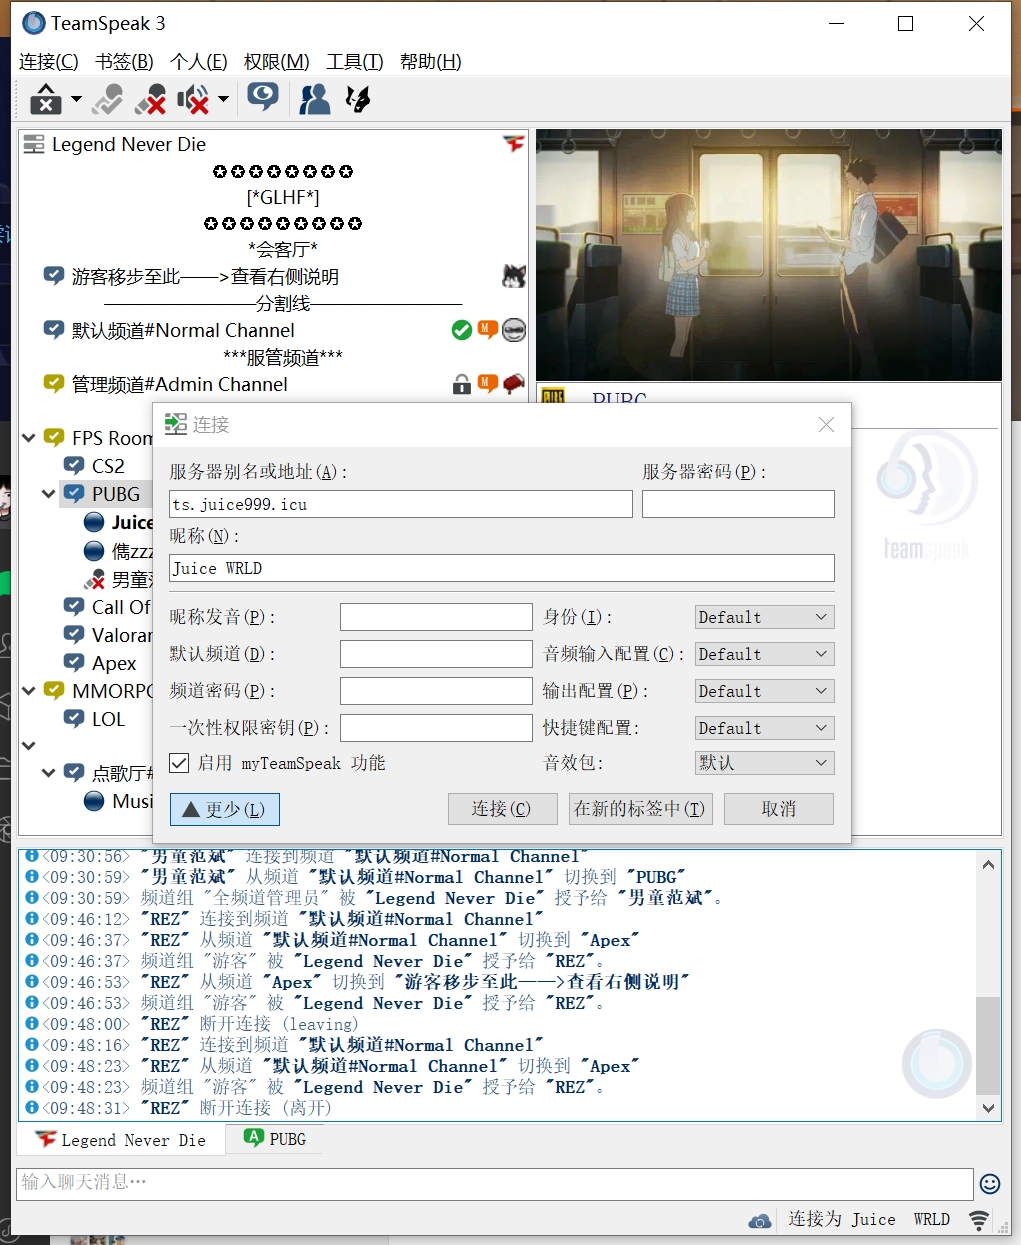 TeamSpeak 3
连接(C) 书签(B) 个人(E) 权限(M) 工具(T) 帮助(H)
Legend Never Die
✪✪✪✪✪✪✪✪
[*GLHF*]
✪✪✪✪✪✪✪✪✪
*会客厅*
游客移步至此——>查看右侧说明
————————分割线————————
默认频道#Normal Channel
***服管频道***
管理频道#Admin Channel
FPS Room
CS2
PUBG
Juice
儁zzz
男童范
Call Of
Valoran
Apex
MMORPG
LOL
点歌厅#
Musi
PUBG
teamspeak
连接
服务器别名或地址(A): 服务器密码(P):
ts.juice999.icu
昵称(N):
Juice WRLD
昵称发音(P): 身份(I): Default
默认频道(D): 音频输入配置(C): Default
频道密码(P): 输出配置(P): Default
一次性权限密钥(P): 快捷键配置: Default
启用 myTeamSpeak 功能 音效包: 默认
▲更少(L) 连接(C) 在新的标签中(T) 取消
<09:30:56> "男童范斌" 连接到频道 "默认频道#Normal Channel"
<09:30:59> "男童范斌" 从频道 "默认频道#Normal Channel" 切换到 "PUBG"
<09:30:59> 频道组 "全频道管理员" 被 "Legend Never Die" 授予给 "男童范斌"。
<09:46:12> "REZ" 连接到频道 "默认频道#Normal Channel"
<09:46:37> "REZ" 从频道 "默认频道#Normal Channel" 切换到 "Apex"
<09:46:37> 频道组 "游客" 被 "Legend Never Die" 授予给 "REZ"。
<09:46:53> "REZ" 从频道 "Apex" 切换到 "游客移步至此——>查看右侧说明"
<09:46:53> 频道组 "游客" 被 "Legend Never Die" 授予给 "REZ"。
<09:48:00> "REZ" 断开连接 (leaving)
<09:48:16> "REZ" 连接到频道 "默认频道#Normal Channel"
<09:48:23> "REZ" 从频道 "默认频道#Normal Channel" 切换到 "Apex"
<09:48:23> 频道组 "游客" 被 "Legend Never Die" 授予给 "REZ"。
<09:48:31> "REZ" 断开连接 (离开)
Legend Never Die PUBG
输入聊天消息…
连接为 Juice WRLD